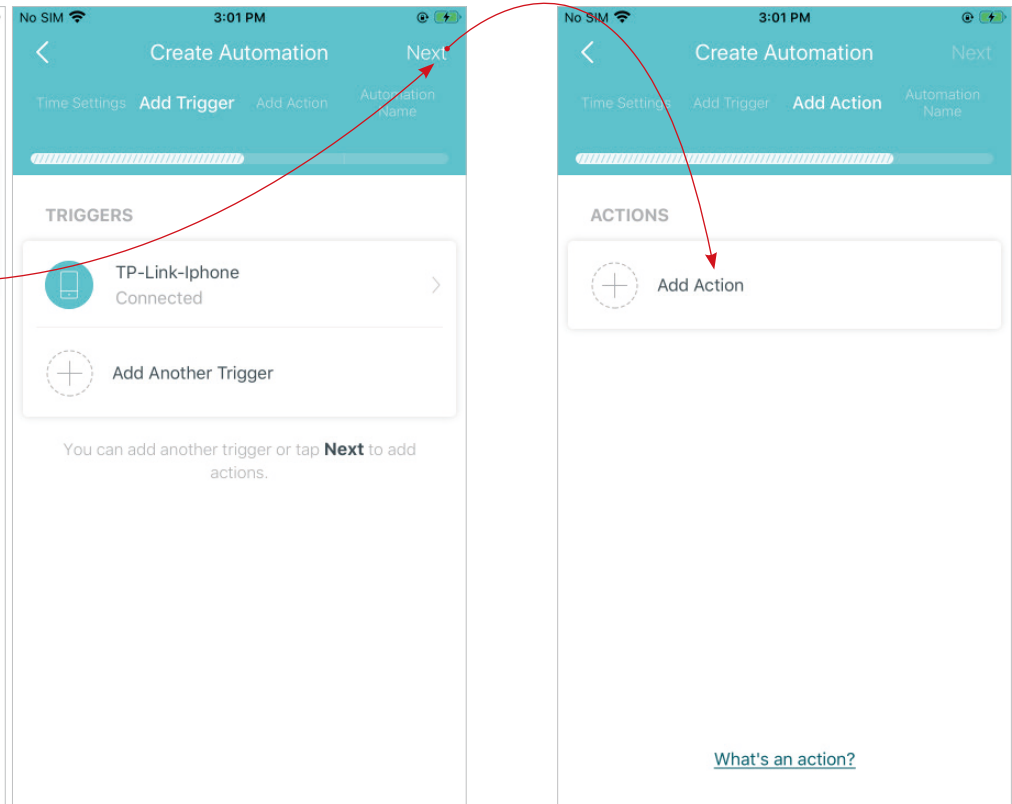 No SIM 3:01 PM
Create Automation Next
Time Settings Add Trigger Add Action Automation Name
TRIGGERS
TP-Link-Iphone
Connected
Add Another Trigger
You can add another trigger or tap Next to add
actions.
No SIM 3:01 PM
Create Automation Next
Time Settings Add Trigger Add Action Automation Name
ACTIONS
Add Action
What's an action?